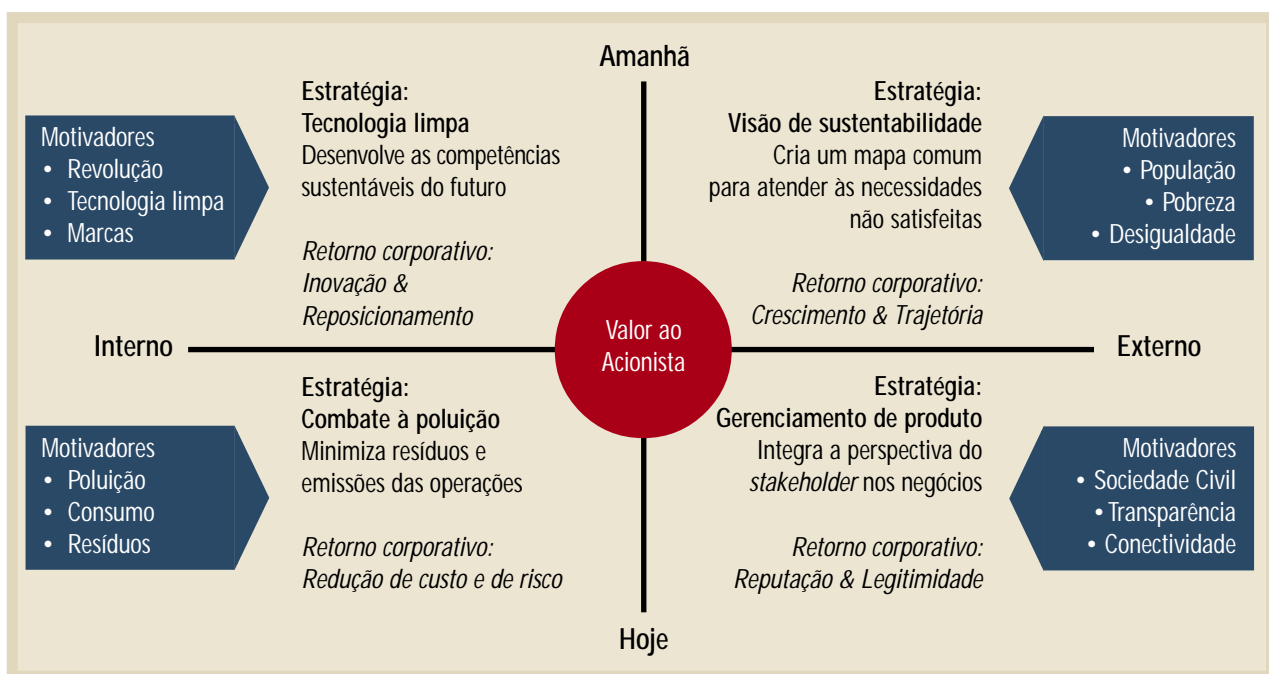 Amanhã
Motivadores
• Revolução
• Tecnologia limpa
• Marcas
Estratégia:
Tecnologia limpa
Desenvolve as competências
sustentáveis do futuro
Retorno corporativo:
Inovação &
Reposicionamento
Estratégia:
Visão de sustentabilidade
Cria um mapa comum
para atender às necessidades
não satisfeitas
Retorno corporativo:
Crescimento & Trajetória
Motivadores
• População
• Pobreza
• Desigualdade
Interno
Valor ao
Acionista
Externo
Motivadores
• Poluição
• Consumo
• Resíduos
Estratégia:
Combate à poluição
Minimiza resíduos e
emissões das operações
Retorno corporativo:
Redução de custo e de risco
Estratégia:
Gerenciamento de produto
Integra a perspectiva do
stakeholder nos negócios
Retorno corporativo:
Reputação & Legitimidade
Motivadores
• Sociedade Civil
• Transparência
• Conectividade
Hoje